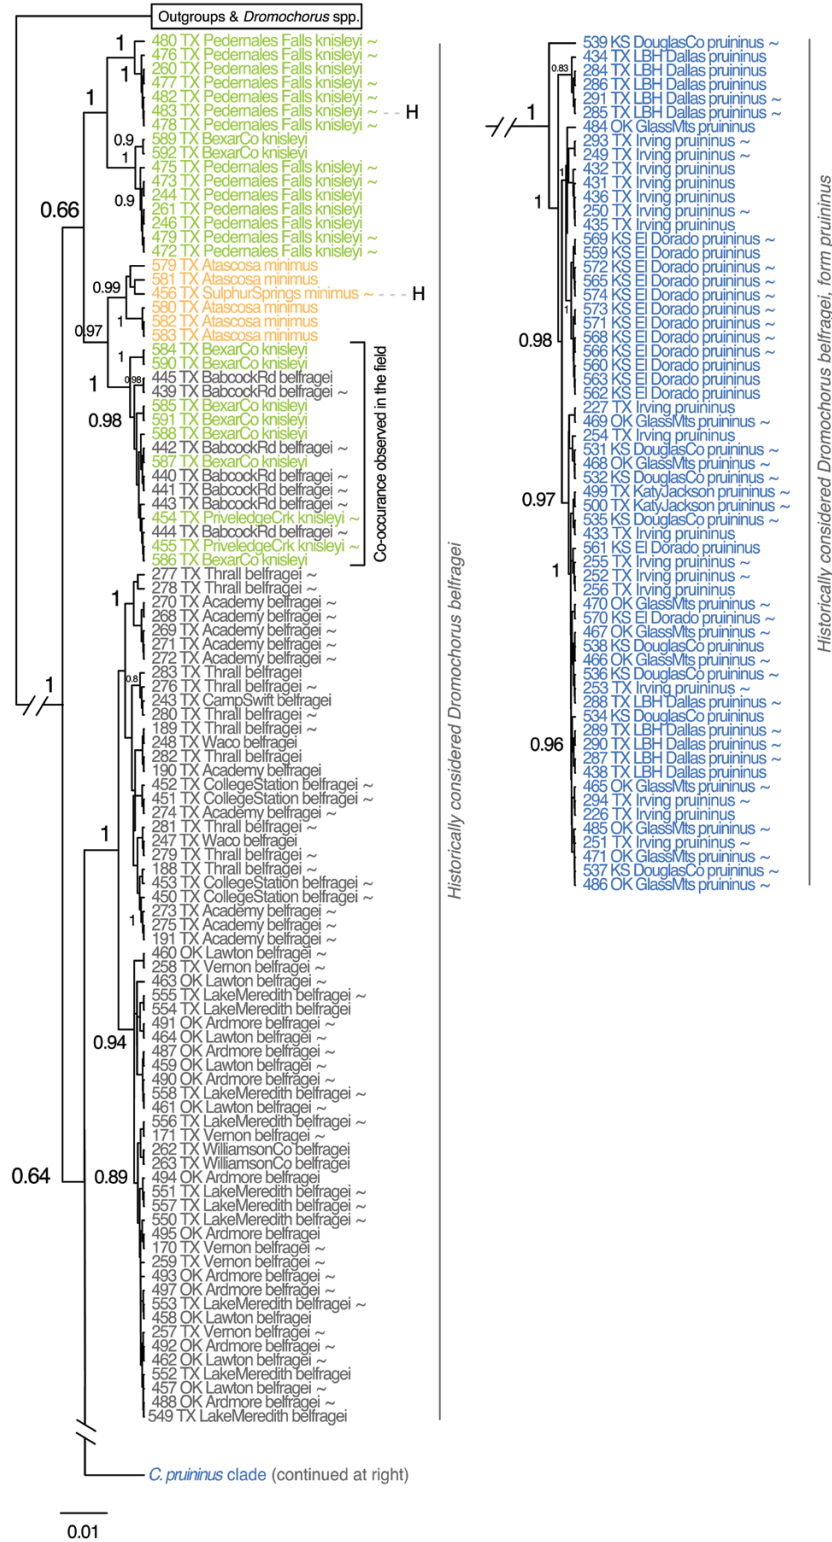 Outgroups & Dromochorus spp.
480 TX Pedernales Falls knisleyi ~
476 TX Pedernales Falls knisleyi ~
260 TX Pedernales Falls knisleyi
477 TX Pedernales Falls knisleyi ~
482 TX Pedernales Falls knisleyi ~
483 TX Pedernales Falls knisleyi ~ H
478 TX Pedernales Falls knisleyi ~
589 TX BexarCo knisleyi
592 TX BexarCo knisleyi
475 TX Pedernales Falls knisleyi ~
473 TX Pedernales Falls knisleyi ~
244 TX Pedernales Falls knisleyi
261 TX Pedernales Falls knisleyi
246 TX Pedernales Falls knisleyi
479 TX Pedernales Falls knisleyi ~
472 TX Pedernales Falls knisleyi ~
579 TX Atascosa minimus
581 TX Atascosa minimus
456 TX SulphurSprings minimus ~ H
580 TX Atascosa minimus
582 TX Atascosa minimus
583 TX Atascosa minimus
584 TX BexarCo knisleyi
590 TX BexarCo knisleyi
445 TX BabcockRd belfragei
439 TX BabcockRd belfragei ~
585 TX BexarCo knisleyi
591 TX BexarCo knisleyi
588 TX BexarCo knisleyi
442 TX BabcockRd belfragei ~
587 TX BexarCo knisleyi
440 TX BabcockRd belfragei ~
441 TX BabcockRd belfragei ~
443 TX BabcockRd belfragei ~
454 TX PriveledgeCrk knisleyi ~
444 TX BabcockRd belfragei ~
455 TX PriveledgeCrk knisleyi ~
586 TX BexarCo knisleyi
277 TX Thrall belfragei ~
278 TX Thrall belfragei ~
270 TX Academy belfragei ~
268 TX Academy belfragei ~
269 TX Academy belfragei ~
271 TX Academy belfragei ~
272 TX Academy belfragei ~
283 TX Thrall belfragei
276 TX Thrall belfragei ~
243 TX CampSwift belfragei
280 TX Thrall belfragei ~
189 TX Thrall belfragei ~
248 TX Waco belfragei
282 TX Thrall belfragei
190 TX Academy belfragei
452 TX CollegeStation belfragei ~
451 TX CollegeStation belfragei ~
274 TX Academy belfragei ~
281 TX Thrall belfragei ~
247 TX Waco belfragei
279 TX Thrall belfragei ~
188 TX Thrall belfragei ~
453 TX CollegeStation belfragei ~
450 TX CollegeStation belfragei ~
273 TX Academy belfragei ~
275 TX Academy belfragei ~
191 TX Academy belfragei ~
460 OK Lawton belfragei ~
258 TX Vernon belfragei ~
463 OK Lawton belfragei ~
555 TX LakeMeredith belfragei ~
554 TX LakeMeredith belfragei
491 OK Ardmore belfragei ~
464 OK Lawton belfragei ~
487 OK Ardmore belfragei ~
459 OK Lawton belfragei ~
490 OK Ardmore belfragei ~
558 TX LakeMeredith belfragei ~
461 OK Lawton belfragei ~
556 TX LakeMeredith belfragei ~
171 TX Vernon belfragei ~
262 TX WilliamsonCo belfragei
263 TX WilliamsonCo belfragei
494 OK Ardmore belfragei
551 TX LakeMeredith belfragei ~
557 TX LakeMeredith belfragei ~
550 TX LakeMeredith belfragei ~
495 OK Ardmore belfragei
170 TX Vernon belfragei ~
259 TX Vernon belfragei ~
493 OK Ardmore belfragei ~
497 OK Ardmore belfragei ~
553 TX LakeMeredith belfragei ~
458 OK Lawton belfragei
257 TX Vernon belfragei ~
492 OK Ardmore belfragei ~
462 OK Lawton belfragei ~
552 TX LakeMeredith belfragei
457 OK Lawton belfragei ~
488 OK Ardmore belfragei ~
549 TX LakeMeredith belfragei
C. pruininus clade (continued at right)
0.01
1
1
1
0.9
1
0.9
0.66
0.99
1
0.97
1
1
0.98
0.98
1
1
0.8
1
1
0.94
0.64
0.89
Co-occurance observed in the field
Historically considered Dromochorus belfragei
539 KS DouglasCo pruininus ~
434 TX LBH Dallas pruininus
284 TX LBH Dallas pruininus
286 TX LBH Dallas pruininus
291 TX LBH Dallas pruininus ~
285 TX LBH Dallas pruininus ~
484 OK GlassMts pruininus
293 TX Irving pruininus ~
249 TX Irving pruininus ~
432 TX Irving pruininus
431 TX Irving pruininus
436 TX Irving pruininus
250 TX Irving pruininus ~
435 TX Irving pruininus
569 KS El Dorado pruininus ~
559 KS El Dorado pruininus
572 KS El Dorado pruininus ~
565 KS El Dorado pruininus ~
574 KS El Dorado pruininus ~
573 KS El Dorado pruininus ~
571 KS El Dorado pruininus ~
568 KS El Dorado pruininus ~
566 KS El Dorado pruininus ~
560 KS El Dorado pruininus
563 KS El Dorado pruininus
562 KS El Dorado pruininus
227 TX Irving pruininus
469 OK GlassMts pruininus ~
254 TX Irving pruininus
531 KS DouglasCo pruininus ~
468 OK GlassMts pruininus ~
532 KS DouglasCo pruininus
499 TX KatyJackson pruininus ~
500 TX KatyJackson pruininus ~
535 KS DouglasCo pruininus ~
433 TX Irving pruininus
561 KS El Dorado pruininus
255 TX Irving pruininus ~
252 TX Irving pruininus ~
256 TX Irving pruininus
470 OK GlassMts pruininus ~
570 KS El Dorado pruininus ~
467 OK GlassMts pruininus ~
538 KS DouglasCo pruininus
466 OK GlassMts pruininus ~
536 KS DouglasCo pruininus ~
253 TX Irving pruininus ~
288 TX LBH Dallas pruininus ~
534 KS DouglasCo pruininus
289 TX LBH Dallas pruininus ~
290 TX LBH Dallas pruininus ~
287 TX LBH Dallas pruininus ~
438 TX LBH Dallas pruininus
465 OK GlassMts pruininus ~
294 TX Irving pruininus ~
226 TX Irving pruininus
485 OK GlassMts pruininus ~
251 TX Irving pruininus ~
471 OK GlassMts pruininus ~
537 KS DouglasCo pruininus ~
486 OK GlassMts pruininus ~
0.83
1
1
1
1
0.98
0.97
1
0.96
Historically considered Dromochorus belfragei, form pruininus